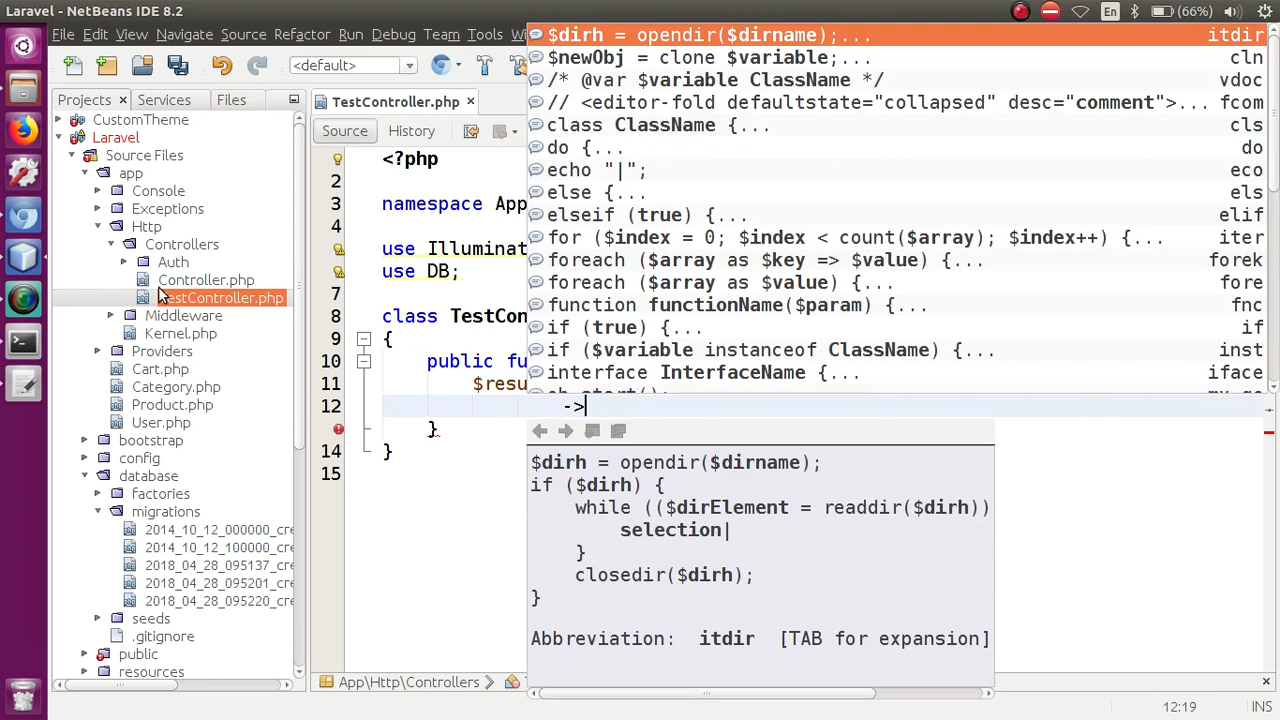 Laravel - NetBeans IDE 8.2
En
(66%)
File Edit View Navigate Source Refactor Run Debug Team Tools
<default>
Projects
Services
Files
CustomTheme
Laravel
Source Files
app
Console
Exceptions
Http
Controllers
Auth
Controller.php
TestController.php
Middleware
Kernel.php
Providers
Cart.php
Category.php
Product.php
User.php
bootstrap
config
database
factories
migrations
2014_10_12_000000_cre
2014_10_12_100000_cre
2018_04_28_095137_cre
2018_04_28_095201_cre
2018_04_28_095220_cre
seeds
.gitignore
public
resources
TestController.php
Source History
<?php
2
3 namespace App
4
use Illuminat
use DB;
7
8 class TestCon
9 {
10 public fu
11 $resu
12 ->
}
14 }
15
$dirh = opendir($dirname);... itdir
$newObj = clone $variable;... cln
/* @var $variable ClassName */ vdoc
// <editor-fold defaultstate="collapsed" desc="comment">... fcom
class ClassName {... cls
do {... do
echo "|"; eco
else {... els
elseif (true) {... elif
for ($index = 0; $index < count($array); $index++) {... iter
foreach ($array as $key => $value) {... forek
foreach ($array as $value) {... fore
function functionName($param) {... fnc
if (true) {... if
if ($variable instanceof ClassName) {... inst
interface InterfaceName {... iface
$dirh = opendir($dirname);
if ($dirh) {
while (($dirElement = readdir($dirh))
selection|
}
closedir($dirh);
}
Abbreviation: itdir [TAB for expansion]
App\Http\Controllers
12:19
INS